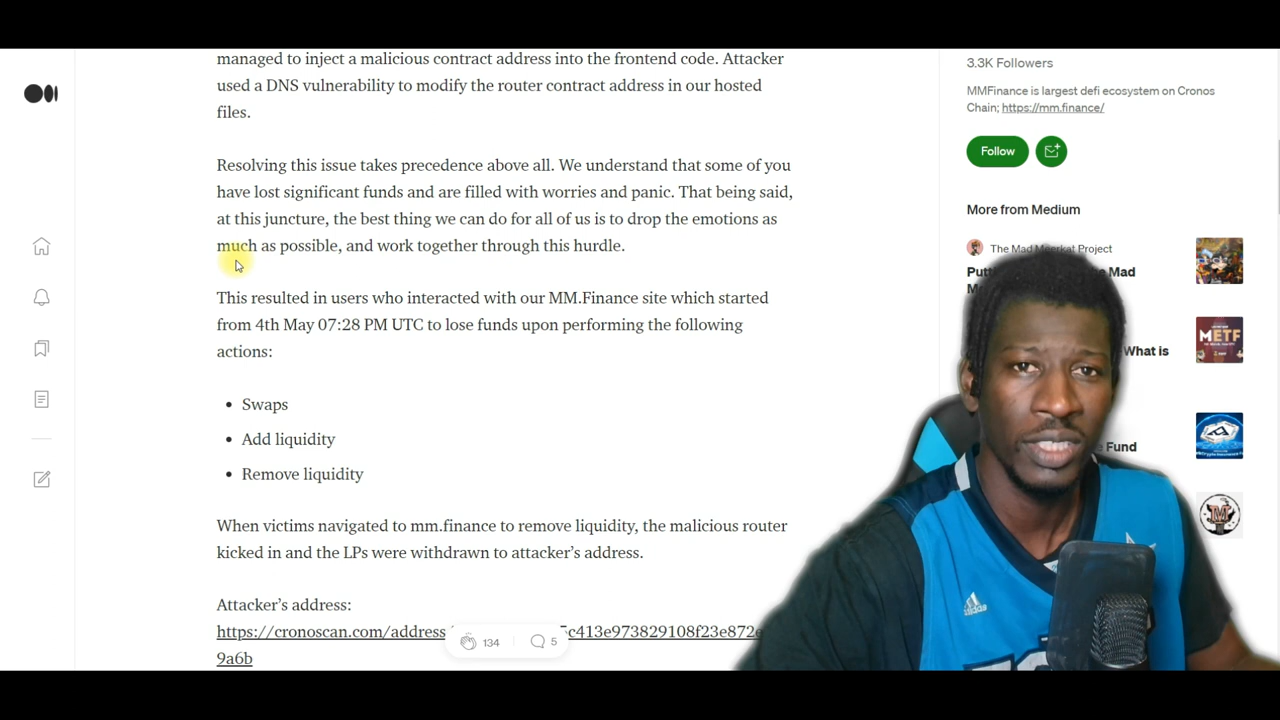 managed to inject a malicious contract address into the frontend code. Attacker
used a DNS vulnerability to modify the router contract address in our hosted
files.
Resolving this issue takes precedence above all. We understand that some of you
have lost significant funds and are filled with worries and panic. That being said,
at this juncture, the best thing we can do for all of us is to drop the emotions as
much as possible, and work together through this hurdle.
This resulted in users who interacted with our MM.Finance site which started
from 4th May 07:28 PM UTC to lose funds upon performing the following
actions:
• Swaps
• Add liquidity
• Remove liquidity
When victims navigated to mm.finance to remove liquidity, the malicious router
kicked in and the LPs were withdrawn to attacker's address.
Attacker's address:
https://cronoscan.com/address
5c413e973829108f23e872
9a6b
134
5
3.3K Followers
MMFinance is largest defi ecosystem on Cronos
Chain; https://mm.finance/
Follow
More from Medium
The Mad Meerkat Project
Mad
METF
What is
Fund
adidas